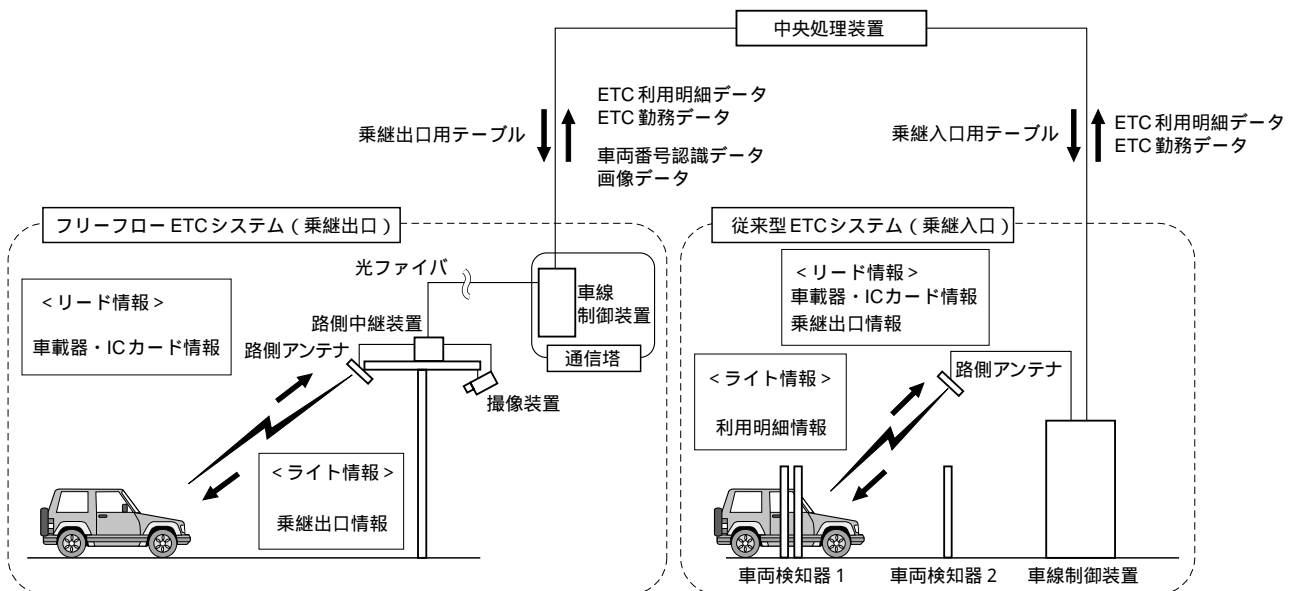 中央処理装置
乗継出口用テーブル
ETC利用明細データ
ETC勤務データ
車両番号認識データ
画像データ
乗継入口用テーブル
ETC利用明細データ
ETC勤務データ
フリーフローETCシステム(乗継出口)
<リード情報>
車載器・ICカード情報
光ファイバ
車線
制御装置
通信塔
路側中継装置
路側アンテナ
撮像装置
<ライト情報>
乗継出口情報
従来型ETCシステム(乗継入口)
<リード情報>
車載器・ICカード情報
乗継出口情報
<ライト情報>
利用明細情報
路側アンテナ
車両検知器1
車両検知器2
車線制御装置